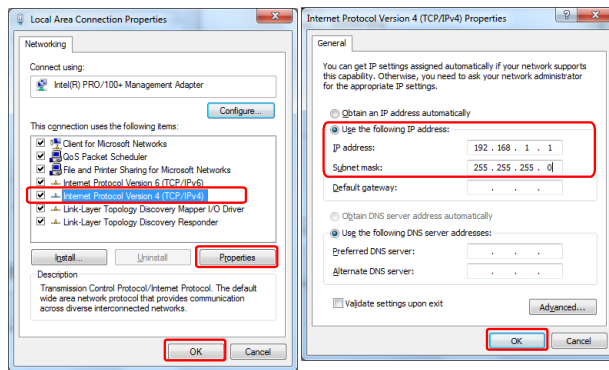 Local Area Connection Properties
Networking
Connect using:
Intel(R) PRO/100+ Management Adapter
Configure...
This connection uses the following items:
Client for Microsoft Networks
QoS Packet Scheduler
File and Printer Sharing for Microsoft Networks
Internet Protocol Version 6 (TCP/IPv6)
Internet Protocol Version 4 (TCP/IPv4)
Link-Layer Topology Discovery Mapper I/O Driver
Link-Layer Topology Discovery Responder
Install... Uninstall Properties
Description
Transmission Control Protocol/Internet Protocol. The default
wide area network protocol that provides communication
across diverse interconnected networks.
OK Cancel
Internet Protocol Version 4 (TCP/IPv4) Properties
General
You can get IP settings assigned automatically if your network supports
this capability. Otherwise, you need to ask your network administrator
for the appropriate IP settings.
Obtain an IP address automatically
Use the following IP address:
IP address: 192 . 168 . 1 . 1
Subnet mask: 255 . 255 . 255 . 0
Default gateway: . . .
Obtain DNS server address automatically
Use the following DNS server addresses:
Preferred DNS server: . . .
Alternate DNS server: . . .
Validate settings upon exit
Advanced...
OK Cancel